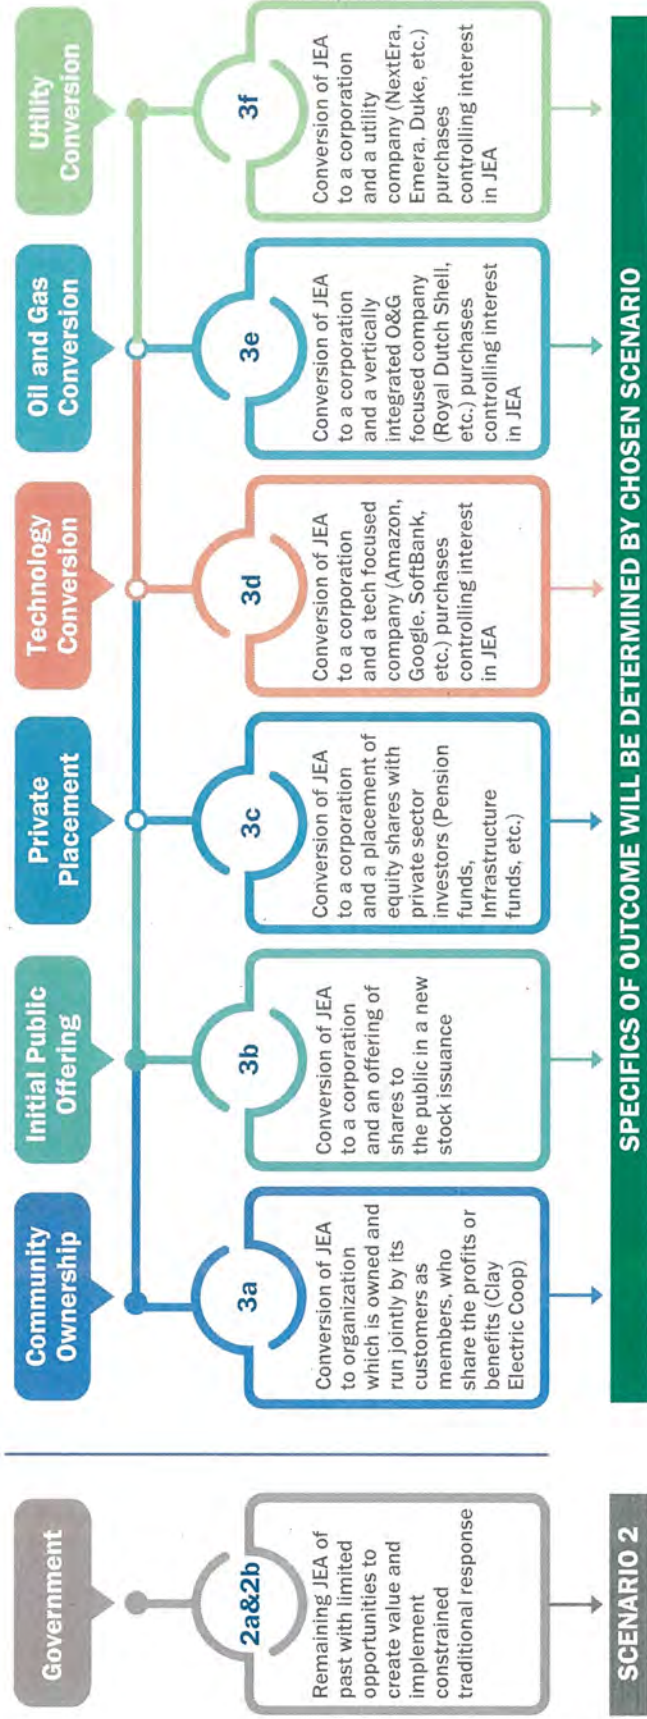 Government
2a&2b
Remaining JEA of
past with limited
opportunities to
create value and
implement
constrained
traditional response
SCENARIO 2
Community
Ownership
3a
Conversion of JEA
to organization
which is owned and
run jointly by its
customers as
members, who
share the profits or
benefits (Clay
Electric Coop)
Initial Public
Offering
3b
Conversion of JEA
to a corporation
and an offering of
shares to
the public in a new
stock issuance
Private
Placement
3c
Conversion of JEA
to a corporation
and a placement of
equity shares with
private sector
investors (Pension
funds,
Infrastructure
funds, etc.)
Technology
Conversion
3d
Conversion of JEA
to a corporation
and a tech focused
company (Amazon,
Google, SoftBank,
etc.) purchases
controlling interest
in JEA
Oil and Gas
Conversion
3e
Conversion of JEA
to a corporation
and a vertically
integrated O&G
focused company
(Royal Dutch Shell,
etc.) purchases
controlling interest
in JEA
Utility
Conversion
3f
Conversion of JEA
to a corporation
and a utility
company (NextEra,
Emera, Duke, etc.)
purchases
controlling interest
in JEA
SPECIFICS OF OUTCOME WILL BE DETERMINED BY CHOSEN SCENARIO